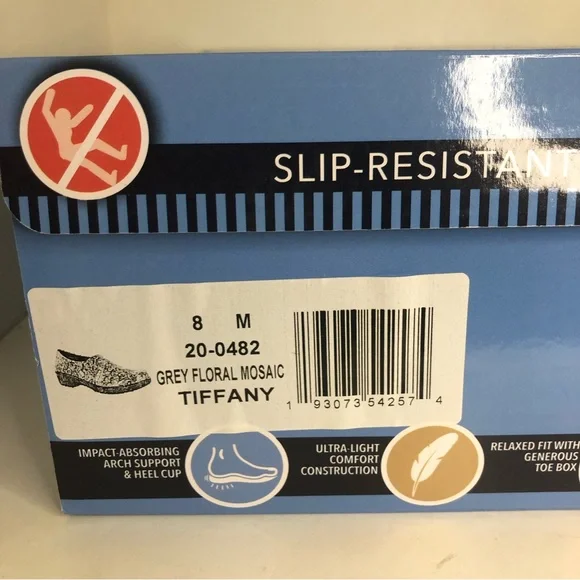 SLIP-RESISTANT
8 M
20-0482
GREY FLORAL MOSAIC
TIFFANY
1 93073 54257 4
IMPACT-ABSORBING
ARCH SUPPORT
& HEEL CUP
ULTRA-LIGHT
COMFORT
CONSTRUCTION
RELAXED FIT WITH
GENEROUS
TOE BOX